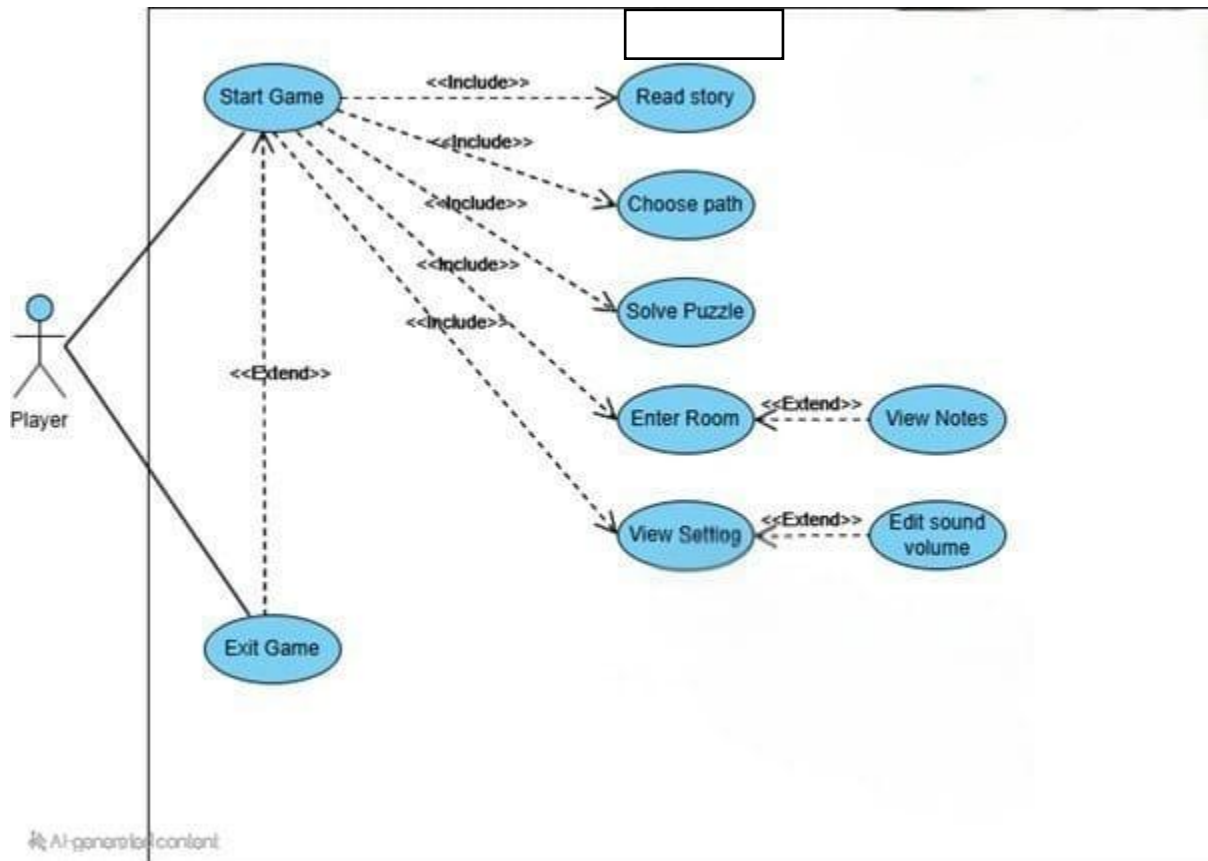 Start Game
<<Include>>
Read story
<<Include>>
Choose path
<<Include>>
Solve Puzzle
<<Include>>
Enter Room
<<Extend>>
View Notes
<<Include>>
View Setting
<<Extend>>
Edit sound
volume
<<Extend>>
Player
Exit Game
AI-generated content